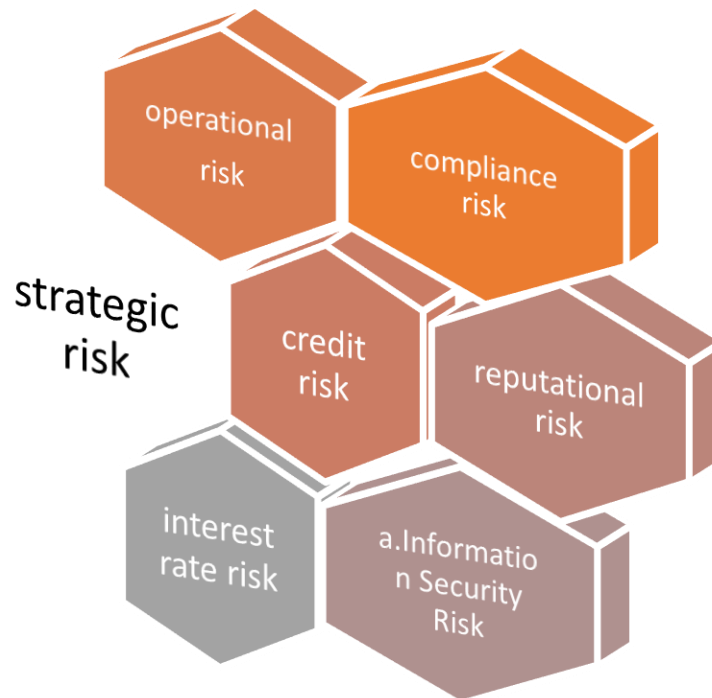 operational
risk
compliance
risk
strategic
risk
credit
risk
reputational
risk
interest
rate risk
a.Informatio
n Security
Risk